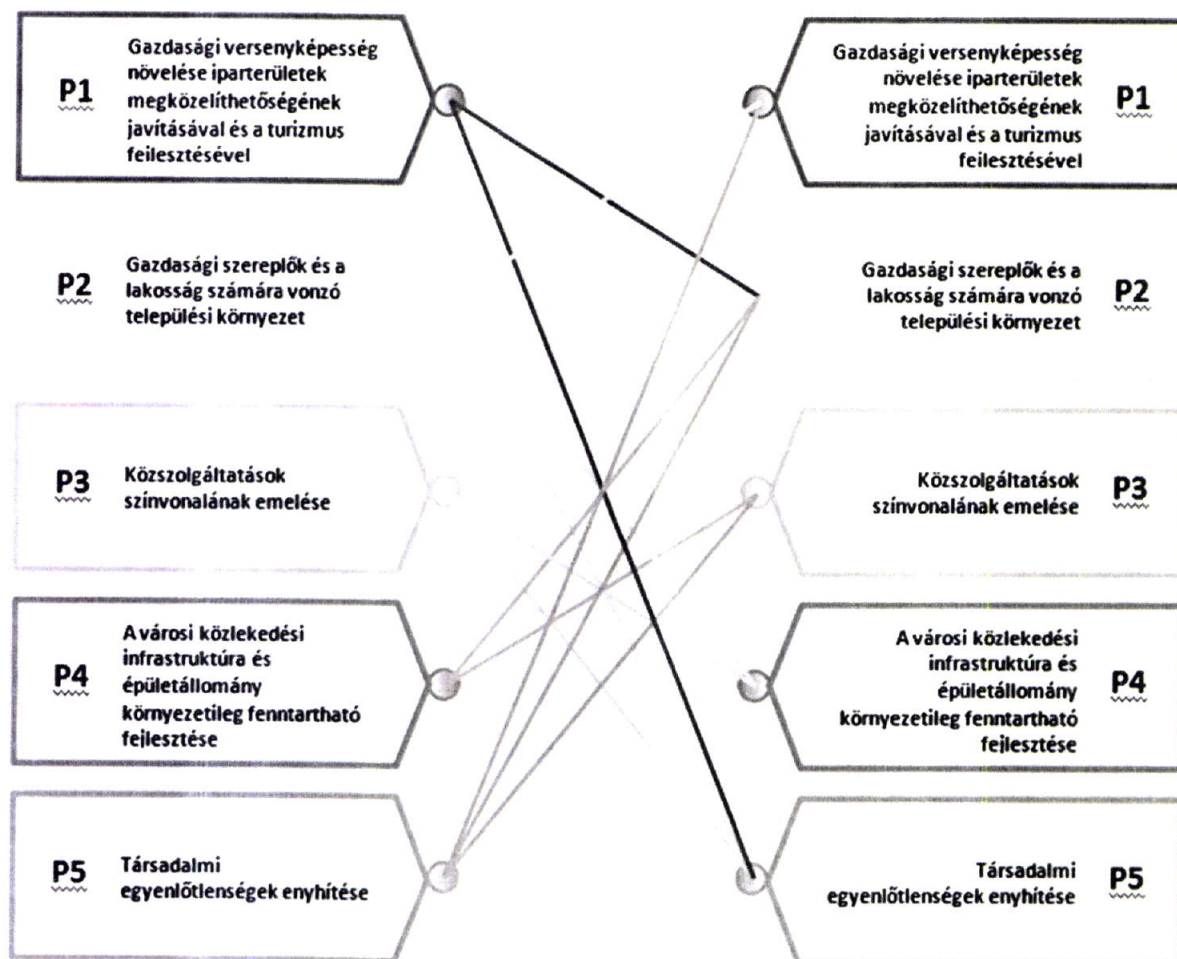 P1
Gazdasági versenyképesség
növelése iparterületek
megközelíthetőségének
javításával és a turizmus
feilesztésével
P2
Gazdasági szereplők és a
lakosság számára vonzó
települési környezet
P3
Közszolgáltatások
színvonalának emelése
P4
A városi közlekedési
infrastruktúra és
épületállomány
környezetileg fenntartható
fejlesztése
P5
Társadalmi
egyenlőtlenségek enyhítése
Gazdasági versenyképesség
növelése iparterületek
megközelíthetőségének
javításával és a turizmus
feilesztésével
P1
Gazdasági szereplők és a
lakosság számára vonzó
települési környezet
P2
Közszolgáltatások
színvonalának emelése
P3
A városi közlekedési
infrastruktúra és
épületállomány
környezetileg fenntartható
fejlesztése
P4
Társadalmi
egyenlőtlenségek enyhítése
P5